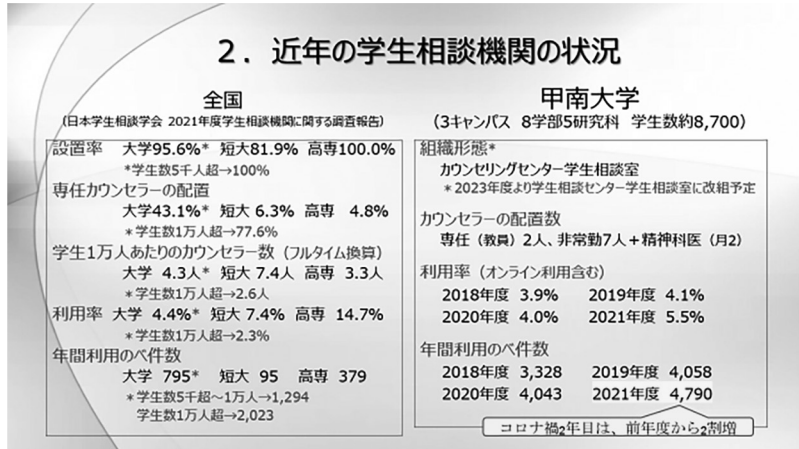 ２．近年の学生相談機関の状況
全国
(日本学生相談学会 2021年度学生相談機関に関する調査報告)
設置率 大学95.6%* 短大81.9% 高専100.0%
*学生数5千人超→100%
専任カウンセラーの配置
大学43.1%* 短大 6.3% 高専 4.8%
*学生数1万人超→77.6%
学生1万人あたりのカウンセラー数（フルタイム換算）
大学 4.3人* 短大 7.4人 高専 3.3人
*学生数1万人超→2.6人
利用率 大学 4.4%* 短大 7.4% 高専 14.7%
*学生数1万人超→2.3%
年間利用のべ件数
大学 795* 短大 95 高専 379
*学生数5千超～1万人→1,294
学生数1万人超→2,023
甲南大学
(3キャンパス 8学部5研究科 学生数約8,700)
組織形態*
カウンセリングセンター学生相談室
*2023年度より学生相談センター学生相談室に改組予定
カウンセラーの配置数
専任（教員）2人、非常勤7人＋精神科医（月2）
利用率（オンライン利用含む）
2018年度 3.9% 2019年度 4.1%
2020年度 4.0% 2021年度 5.5%
年間利用のべ件数
2018年度 3,328 2019年度 4,058
2020年度 4,043 2021年度 4,790
コロナ禍2年目は、前年度から2割増